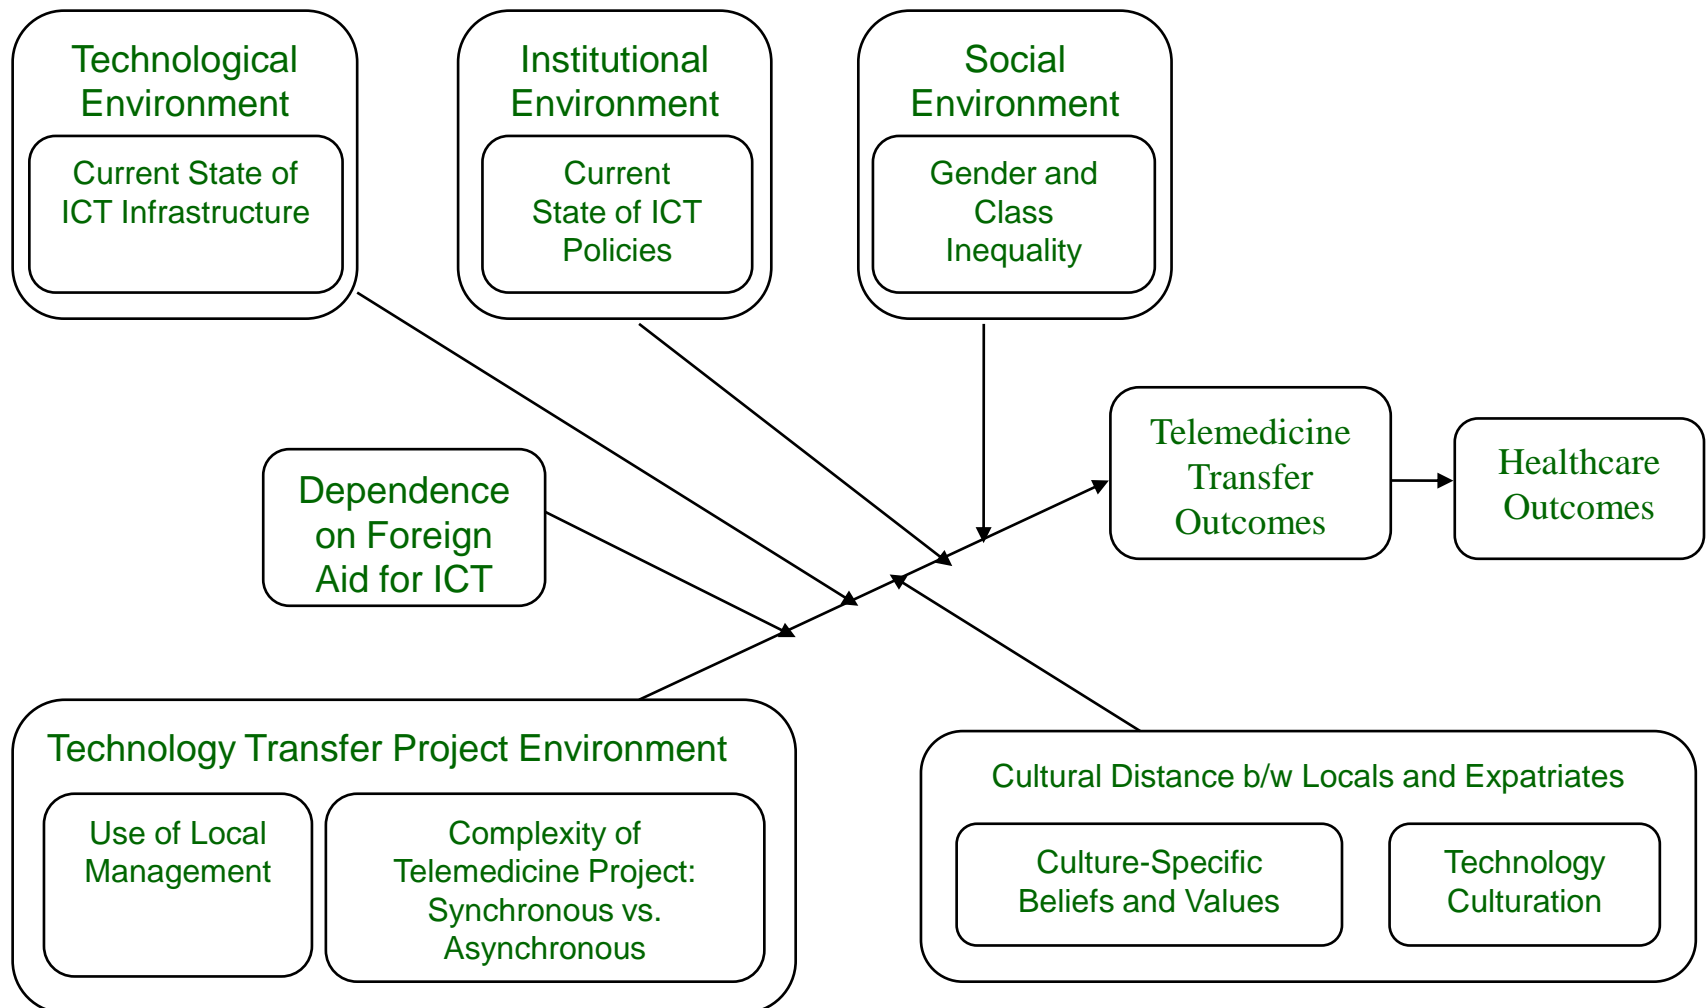 Technological
Environment
Current State of
ICT Infrastructure
Institutional
Environment
Current
State of ICT
Policies
Social
Environment
Gender and
Class
Inequality
Dependence
on Foreign
Aid for ICT
Telemedicine
Transfer
Outcomes
Healthcare
Outcomes
Technology Transfer Project Environment
Use of Local
Management
Complexity of
Telemedicine Project:
Synchronous vs.
Asynchronous
Cultural Distance b/w Locals and Expatriates
Culture-Specific
Beliefs and Values
Technology
Culturation